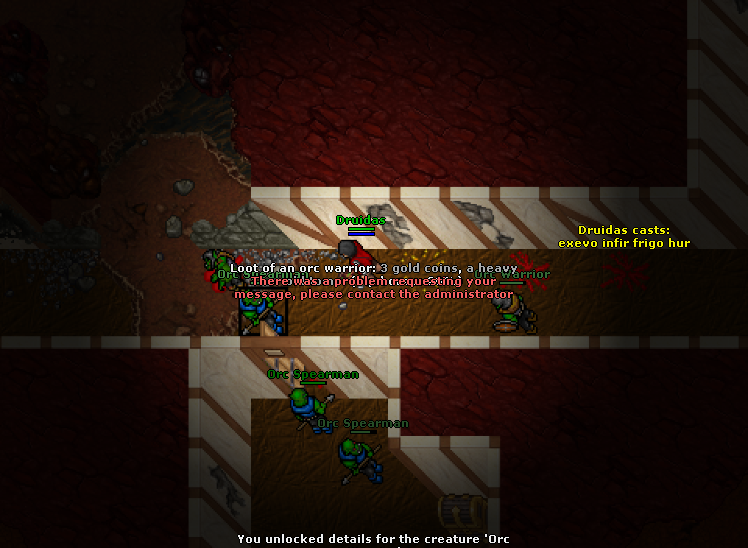 Druidas
Druidas casts:
exevo infir frigo hur
Loot of an orc warrior: 3 gold coins, a heavy
Orc Spearman
Orc Warrior
There was a problem requesting your
message, please contact the administrator
Orc Spearman
Orc Spearman
You unlocked details for the creature 'Orc